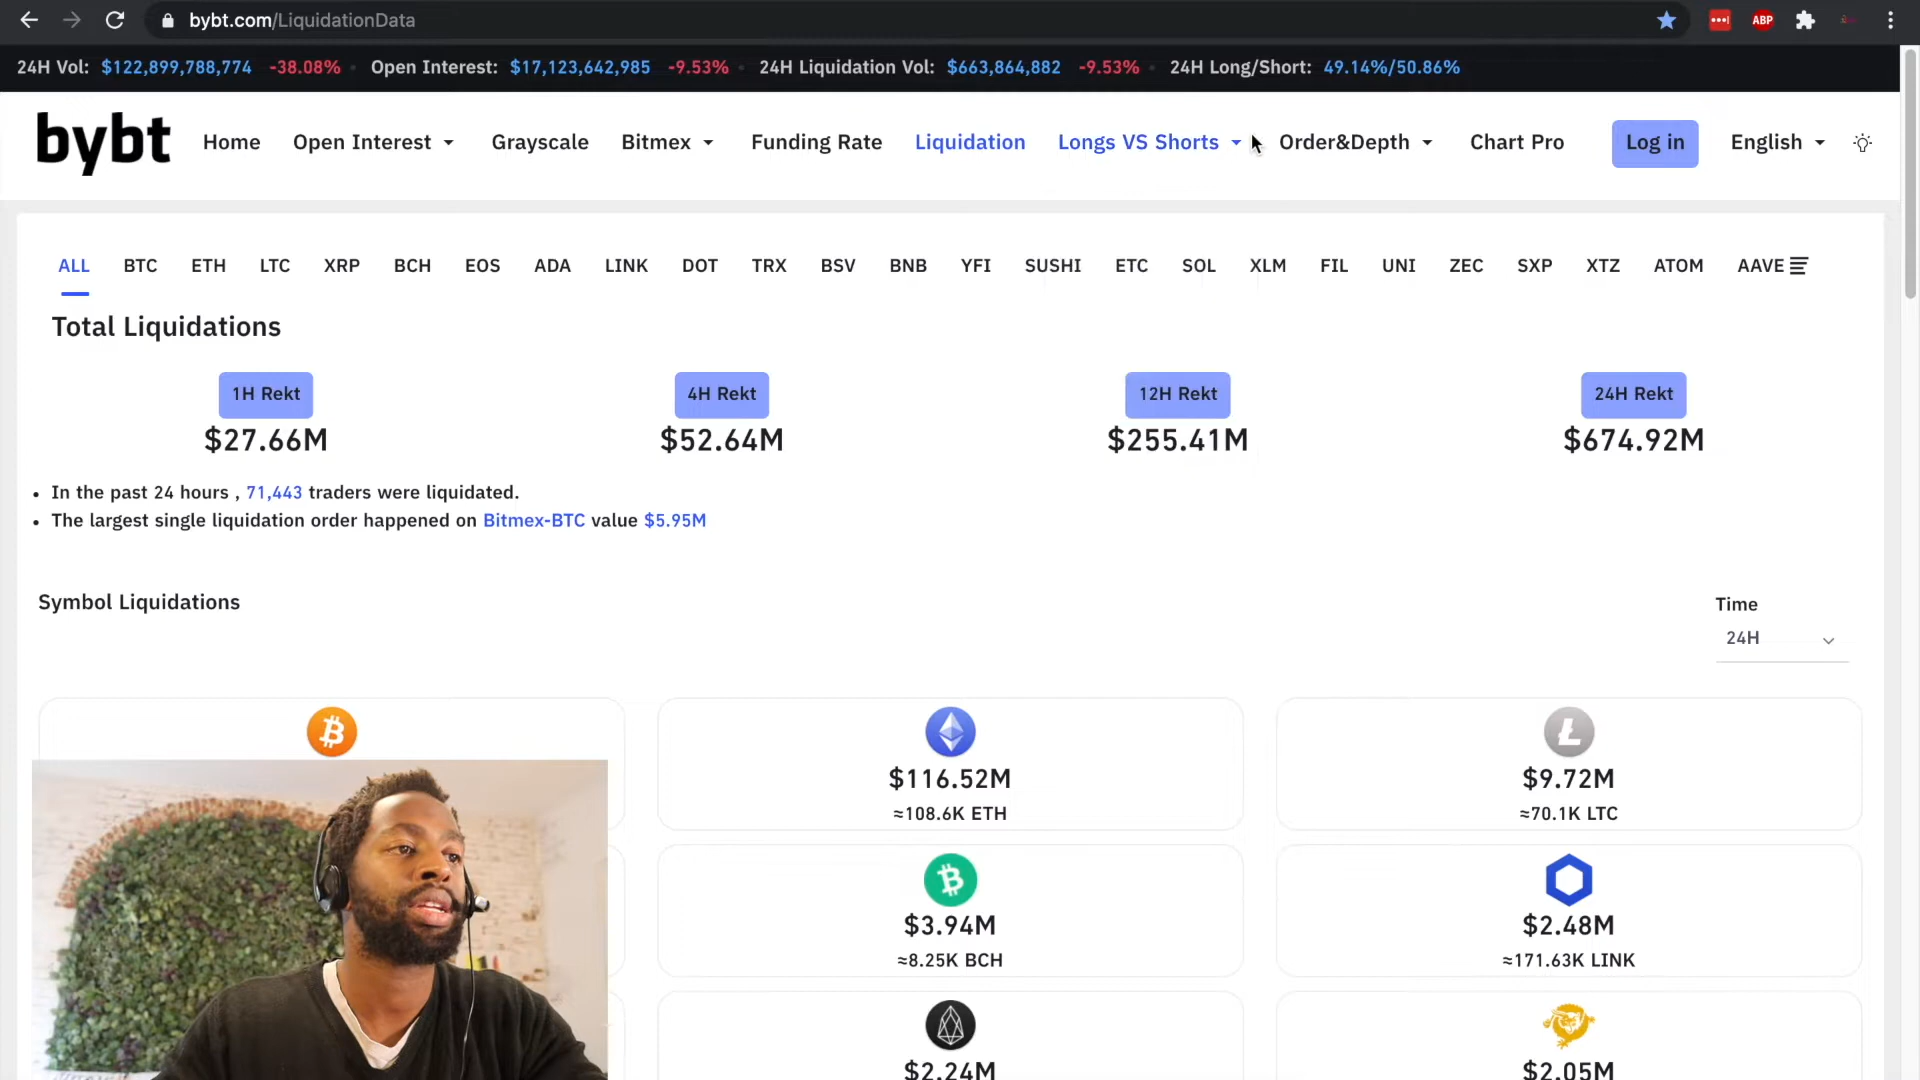 bybt.com/LiquidationData
ABP
24H Vol: $122,899,788,774 -38.08% Open Interest: $17,123,642,985 -9.53% 24H Liquidation Vol: $663,864,882 -9.53% 24H Long/Short: 49.14%/50.86%
bybt Home Open Interest Grayscale Bitmex Funding Rate Liquidation Longs VS Shorts Order&Depth Chart Pro Log in English
ALL BTC ETH LTC XRP BCH EOS ADA LINK DOT TRX BSV BNB YFI SUSHI ETC SOL XLM FIL UNI ZEC SXP XTZ ATOM AAVE
Total Liquidations
1H Rekt 4H Rekt 12H Rekt 24H Rekt
$27.66M $52.64M $255.41M $674.92M
• In the past 24 hours , 71,443 traders were liquidated.
• The largest single liquidation order happened on Bitmex-BTC value $5.95M
Symbol Liquidations
Time
24H
$116.52M $9.72M
≈108.6K ETH ≈70.1K LTC
$3.94M $2.48M
≈8.25K BCH ≈171.63K LINK
$2.24M $2.05M